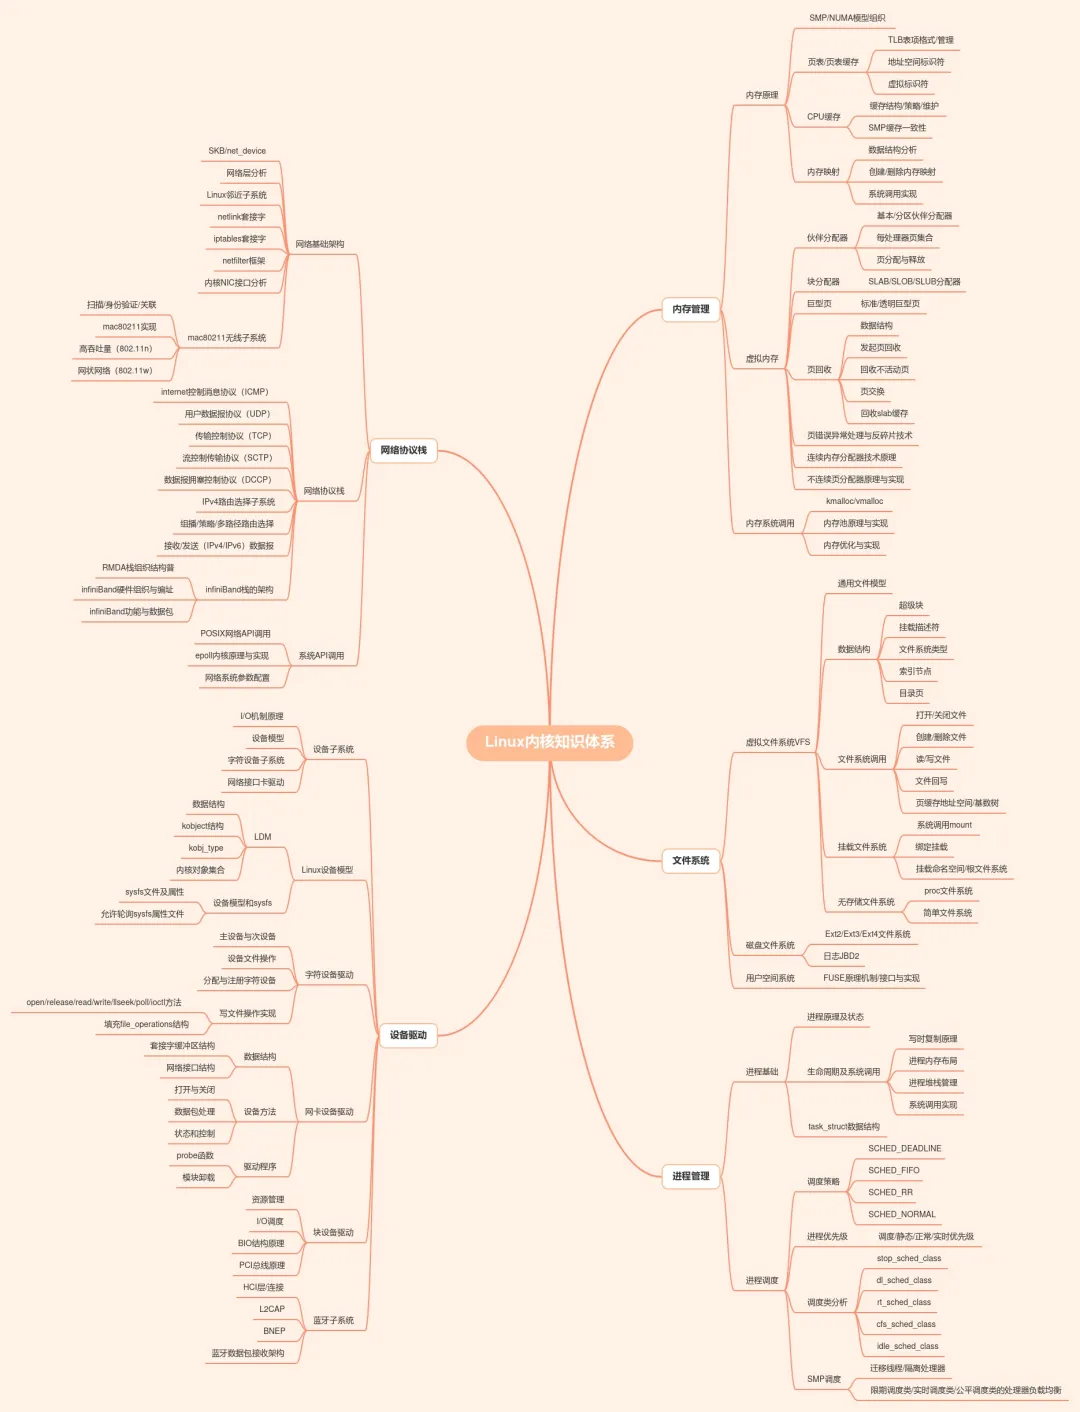 Linux内核知识体系
内存管理
内存原理
SMP/NUMA模型组织
页表/页表缓存
TLB表项格式/管理
地址空间标识符
虚拟标识符
CPU缓存
缓存结构/策略/维护
SMP缓存一致性
内存映射
数据结构分析
创建/删除内存映射
系统调用实现
虚拟内存
伙伴分配器
基本/分区伙伴分配器
每处理器页集合
页分配与释放
块分配器
SLAB/SLOB/SLUB分配器
巨型页
标准/透明巨型页
页回收
数据结构
发起页回收
回收不活动页
页交换
回收slab缓存
页错误异常处理与反碎片技术
连续内存分配器技术原理
不连续页分配器原理与实现
内存系统调用
kmalloc/vmalloc
内存池原理与实现
内存优化与实现
文件系统
虚拟文件系统VFS
通用文件模型
数据结构
超级块
挂载描述符
文件系统类型
索引节点
目录页
文件系统调用
打开/关闭文件
创建/删除文件
读/写文件
文件回写
页缓存地址空间/基数树
挂载文件系统
系统调用mount
绑定挂载
挂载命名空间/根文件系统
无存储文件系统
proc文件系统
简单文件系统
磁盘文件系统
Ext2/Ext3/Ext4文件系统
日志JBD2
用户空间系统
FUSE原理机制/接口与实现
进程管理
进程基础
进程原理及状态
生命周期及系统调用
写时复制原理
进程内存布局
进程堆栈管理
系统调用实现
task_struct数据结构
进程调度
调度策略
SCHED_DEADLINE
SCHED_FIFO
SCHED_RR
SCHED_NORMAL
进程优先级
调度/静态/正常/实时优先级
调度类分析
stop_sched_class
dl_sched_class
rt_sched_class
cfs_sched_class
idle_sched_class
SMP调度
迁移线程/隔离处理器
限期调度类/实时调度类/公平调度类的处理器负载均衡
网络协议栈
网络基础架构
SKB/net_device
网络层分析
Linux邻近子系统
netlink套接字
iptables套接字
netfilter框架
内核NIC接口分析
mac80211无线子系统
扫描/身份验证/关联
mac80211实现
高吞吐量（802.11n）
网状网络（802.11w）
网络协议栈
internet控制消息协议（ICMP）
用户数据报协议（UDP）
传输控制协议（TCP）
流控制传输协议（SCTP）
数据报拥塞控制协议（DCCP）
IPv4路由选择子系统
组播/策略/多路径路由选择
接收/发送（IPv4/IPv6）数据报
infiniBand栈的架构
RMDA栈组织结构普
infiniBand硬件组织与编址
infiniBand功能与数据包
系统API调用
POSIX网络API调用
epoll内核原理与实现
网络系统参数配置
设备驱动
设备子系统
I/O机制原理
设备模型
字符设备子系统
网络接口卡驱动
Linux设备模型
LDM
数据结构
kobject结构
kobj_type
内核对象集合
设备模型和sysfs
sysfs文件及属性
允许轮询sysfs属性文件
字符设备驱动
主设备与次设备
设备文件操作
分配与注册字符设备
写文件操作实现
open/release/read/write/llseek/poll/ioctl方法
填充file_operations结构
网卡设备驱动
数据结构
套接字缓冲区结构
网络接口结构
设备方法
打开与关闭
数据包处理
状态和控制
驱动程序
probe函数
模块卸载
块设备驱动
资源管理
I/O调度
BIO结构原理
PCI总线原理
蓝牙子系统
HCI层/连接
L2CAP
BNEP
蓝牙数据包接收架构